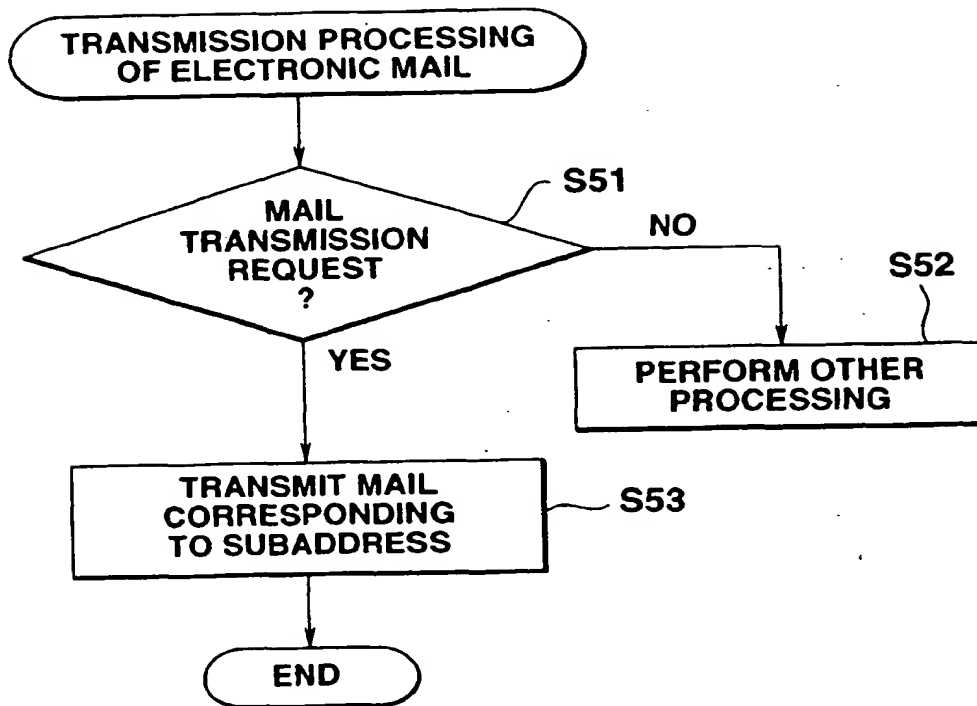 TRANSMISSION PROCESSING
OF ELECTRONIC MAIL
S51
MAIL
TRANSMISSION
REQUEST
?
NO
S52
YES
PERFORM OTHER
PROCESSING
TRANSMIT MAIL
CORRESPONDING
TO SUBADDRESS
S53
END